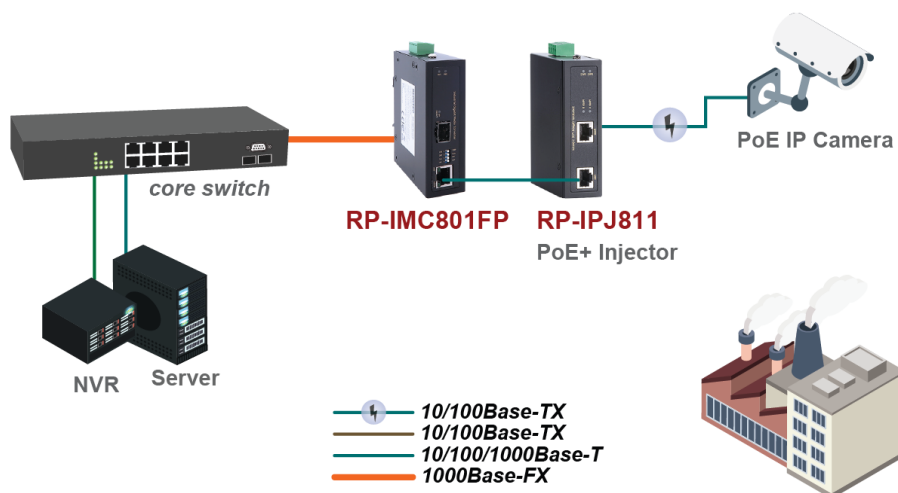 PoE IP Camera
core switch
RP-IMC801FP
RP-IPJ811
PoE+ Injector
NVR
Server
10/100Base-TX
10/100Base-TX
10/100/1000Base-T
1000Base-FX